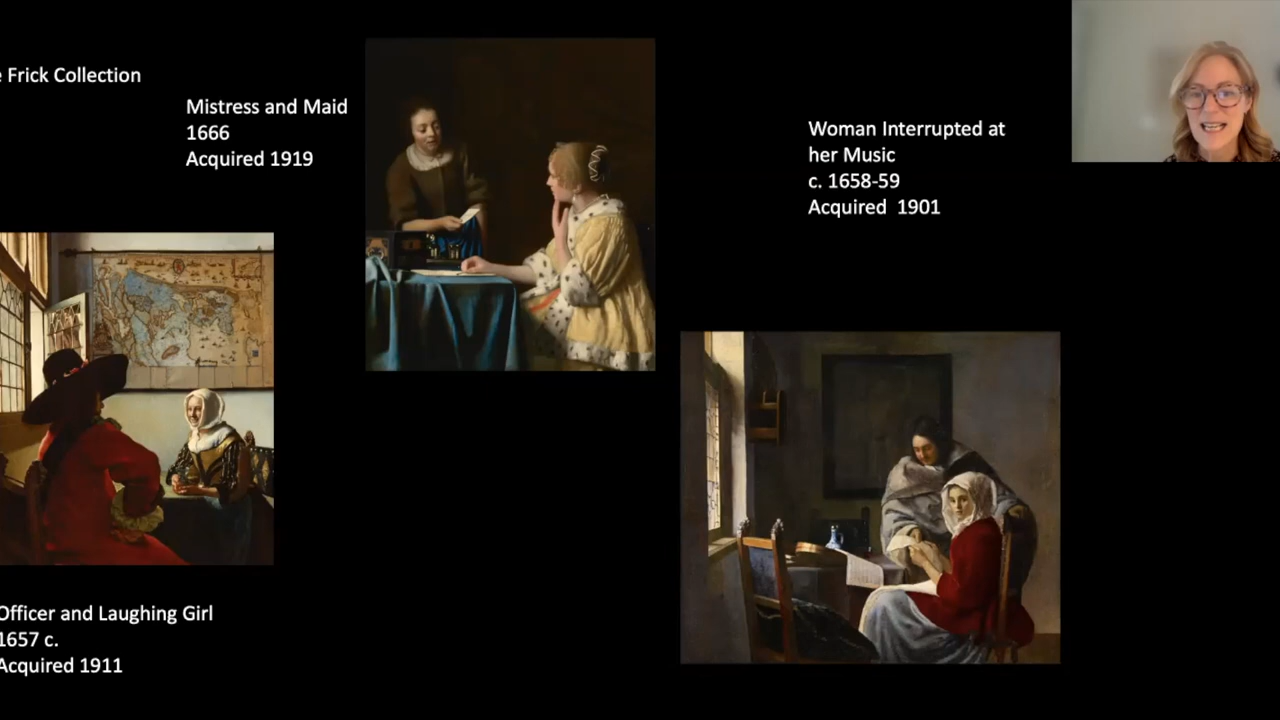 Frick Collection
Mistress and Maid
1666
Acquired 1919
Woman Interrupted at
her Music
c. 1658-59
Acquired 1901
Officer and Laughing Girl
1657 c.
Acquired 1911